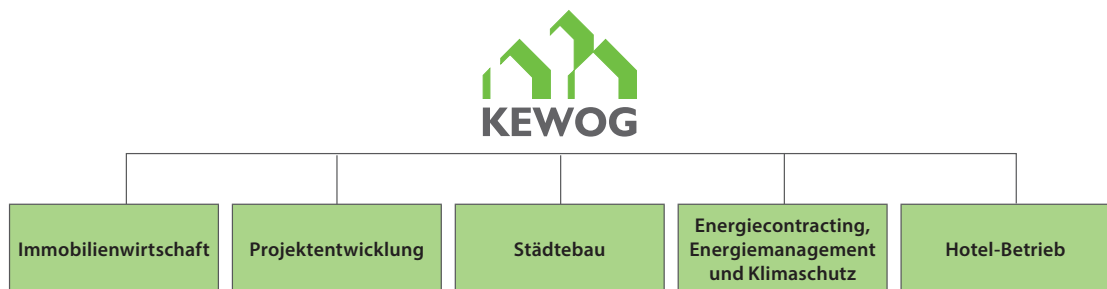 KEWOG
Immobilienwirtschaft
Projektentwicklung
Städtebau
Energiecontracting,
Energiemanagement
und Klimaschutz
Hotel-Betrieb